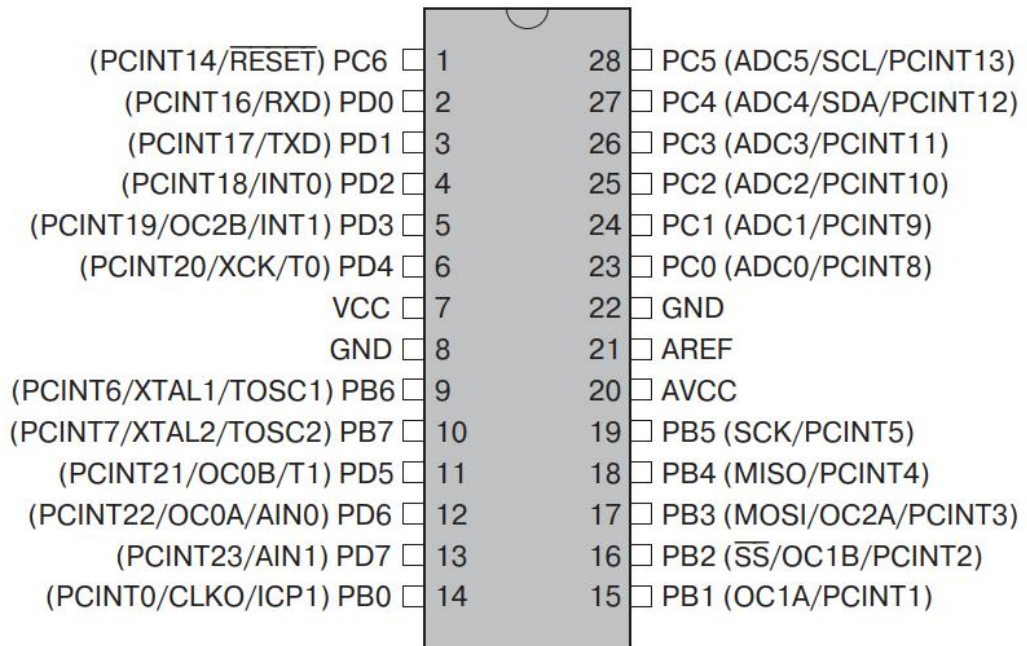 (PCINT14/RESET) PC6 1 28 PC5 (ADC5/SCL/PCINT13)
(PCINT16/RXD) PD0 2 27 PC4 (ADC4/SDA/PCINT12)
(PCINT17/TXD) PD1 3 26 PC3 (ADC3/PCINT11)
(PCINT18/INT0) PD2 4 25 PC2 (ADC2/PCINT10)
(PCINT19/OC2B/INT1) PD3 5 24 PC1 (ADC1/PCINT9)
(PCINT20/XCK/T0) PD4 6 23 PC0 (ADC0/PCINT8)
VCC 7 22 GND
GND 8 21 AREF
(PCINT6/XTAL1/TOSC1) PB6 9 20 AVCC
(PCINT7/XTAL2/TOSC2) PB7 10 19 PB5 (SCK/PCINT5)
(PCINT21/OC0B/T1) PD5 11 18 PB4 (MISO/PCINT4)
(PCINT22/OC0A/AIN0) PD6 12 17 PB3 (MOSI/OC2A/PCINT3)
(PCINT23/AIN1) PD7 13 16 PB2 (SS/OC1B/PCINT2)
(PCINT0/CLKO/ICP1) PB0 14 15 PB1 (OC1A/PCINT1)